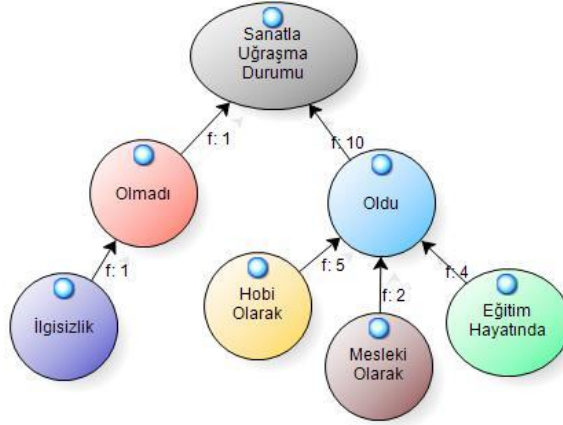 Sanatla
Uğraşma
Durumu
f: 1
f: 10
Olmadı
Oldu
f: 1
f: 5
f: 2
f: 4
İlgisizlik
Hobi
Olarak
Mesleki
Olarak
Eğitim
Hayatında